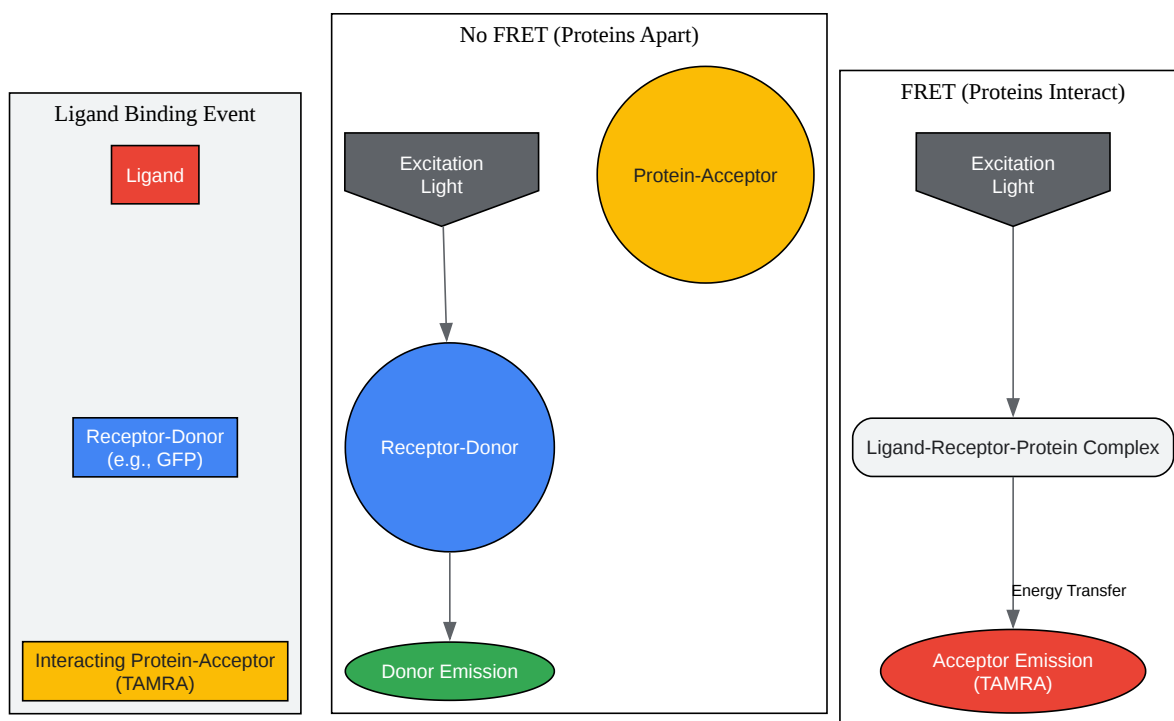 Ligand Binding Event
Ligand
Receptor-Donor
(e.g., GFP)
Interacting Protein-Acceptor
(TAMRA)
No FRET (Proteins Apart)
Excitation
Light
Protein-Acceptor
Receptor-Donor
Donor Emission
FRET (Proteins Interact)
Excitation
Light
Ligand-Receptor-Protein Complex
Energy Transfer
Acceptor Emission
(TAMRA)